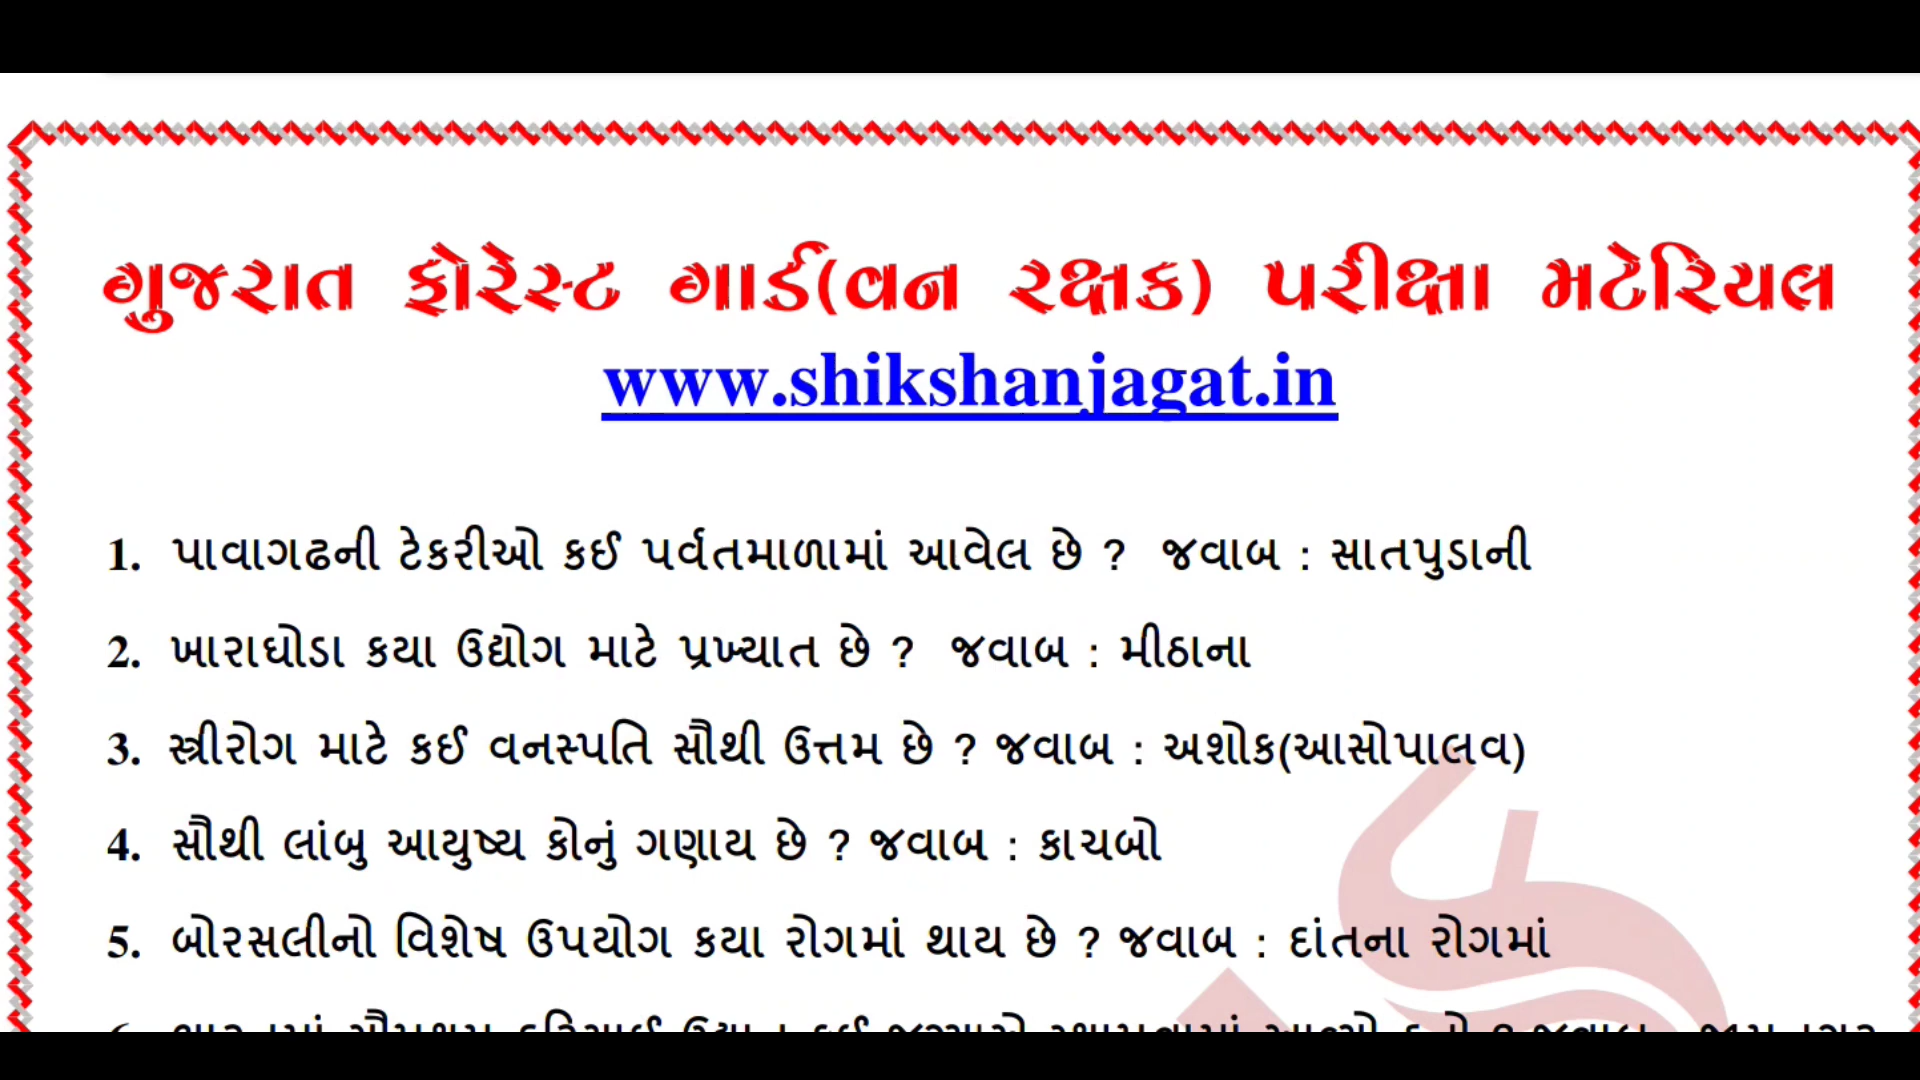 ગુજરાત ફોરેસ્ટ ગાર્ડ(વન રક્ષક) પરીક્ષા મટેરિયલ
www.shikshanjagat.in
1. પાવાગઢની ટેકરીઓ કઈ પર્વતમાળામાં આવેલ છે ? જવાબ : સાતપુડાની
2. ખારાઘોડા કયા ઉદ્યોગ માટે પ્રખ્યાત છે ? જવાબ : મીઠાના
3. સ્ત્રીરોગ માટે કઈ વનસ્પતિ સૌથી ઉત્તમ છે ? જવાબ : અશોક(આસોપાલવ)
4. સૌથી લાંબુ આયુષ્ય કોનું ગણાય છે ? જવાબ : કાચબો
5. બોરસલીનો વિશેષ ઉપયોગ કયા રોગમાં થાય છે ? જવાબ : દાંતના રોગમાં